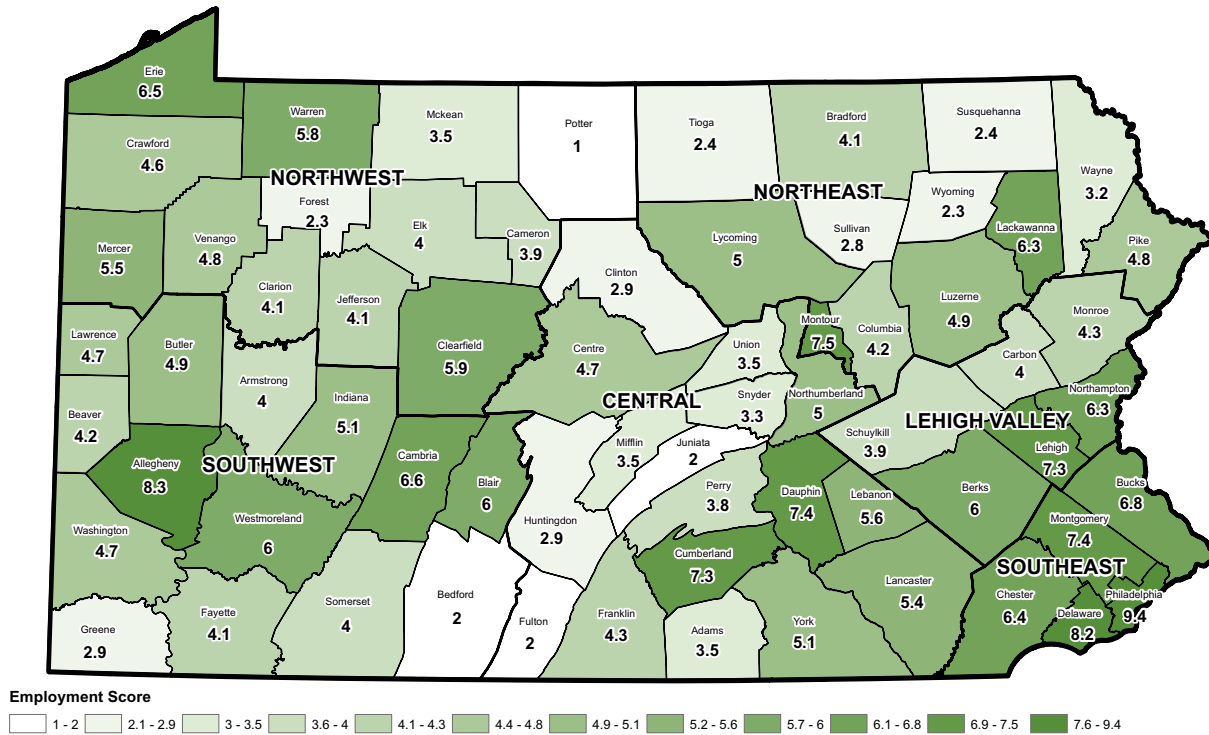 Erie
6.5
Warren
5.8
Mckean
3.5
Potter
1
Tioga
2.4
Bradford
4.1
Susquehanna
2.4
Wayne
3.2
Crawford
4.6
NORTHWEST
Forest
2.3
NORTHEAST
Wyoming
2.3
Lackawanna
6.3
Mercer
5.5
Venango
4.8
Elk
4
Cameron
3.9
Lycoming
5
Sullivan
2.8
Pike
4.8
Clarion
4.1
Jefferson
4.1
Clinton
2.9
Luzerne
4.9
Monroe
4.3
Lawrence
4.7
Butler
4.9
Clearfield
5.9
Centre
4.7
Union
3.5
Montour
7.5
Columbia
4.2
Carbon
4
Armstrong
4
Indiana
5.1
CENTRAL
Snyder
3.3
Northumberland
5
Northampton
6.3
LEHIGH VALLEY
Beaver
4.2
Schuylkill
3.9
Lehigh
7.3
Allegheny
8.3
SOUTHWEST
Cambria
6.6
Blair
6
Mifflin
3.5
Juniata
2
Perry
3.8
Dauphin
7.4
Lebanon
5.6
Berks
6
Bucks
6.8
Washington
4.7
Westmoreland
6
Huntingdon
2.9
Cumberland
7.3
Montgomery
7.4
SOUTHEAST
Greene
2.9
Fayette
4.1
Somerset
4
Bedford
2
Fulton
2
Franklin
4.3
Adams
3.5
York
5.1
Lancaster
5.4
Chester
6.4
Delaware
8.2
Philadelphia
9.4
Employment Score
1 - 2 2.1 - 2.9 3 - 3.5 3.6 - 4 4.1 - 4.3 4.4 - 4.8 4.9 - 5.1 5.2 - 5.6 5.7 - 6 6.1 - 6.8 6.9 - 7.5 7.6 - 9.4